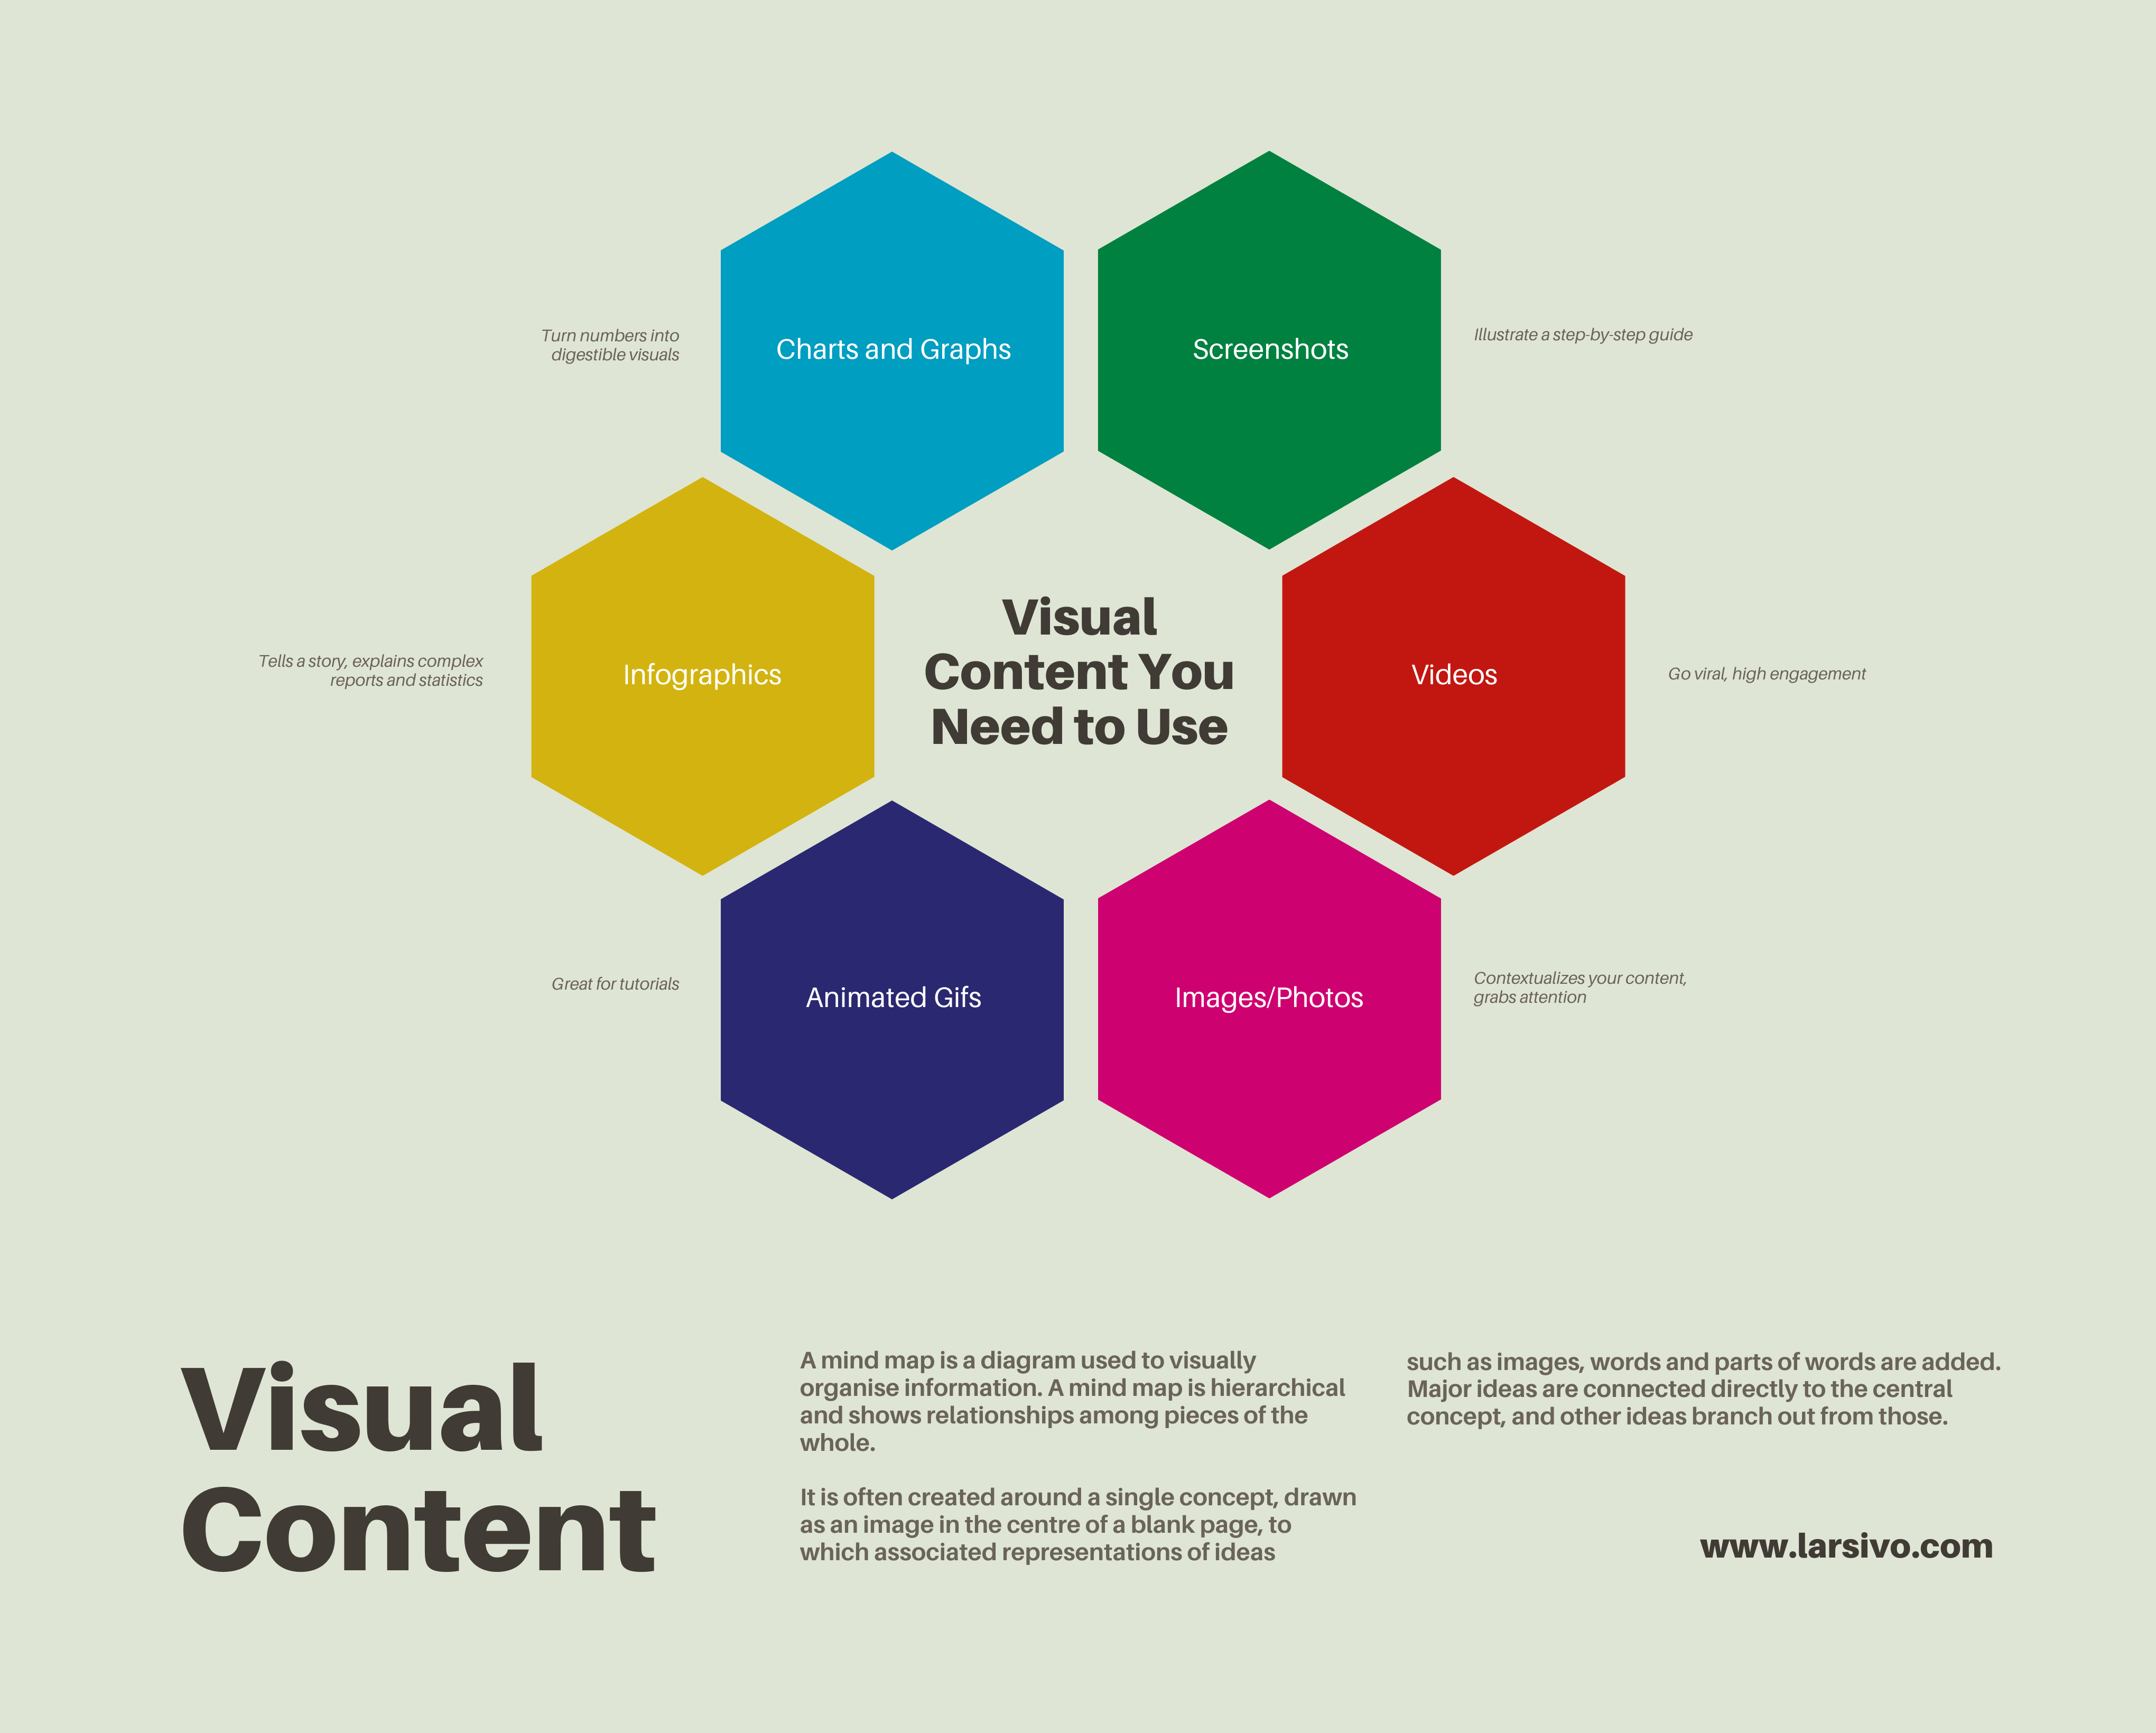 Turn numbers into
digestible visuals
Charts and Graphs
Screenshots
Illustrate a step-by-step guide
Tells a story, explains complex
reports and statistics
Infographics
Visual
Content You
Need to Use
Videos
Go viral, high engagement
Great for tutorials
Animated Gifs
Images/Photos
Contextualizes your content,
grabs attention
Visual
Content
A mind map is a diagram used to visually
organise information. A mind map is hierarchical
and shows relationships among pieces of the
whole.
It is often created around a single concept, drawn
as an image in the centre of a blank page, to
which associated representations of ideas
such as images, words and parts of words are added.
Major ideas are connected directly to the central
concept, and other ideas branch out from those.
www.larsivo.com